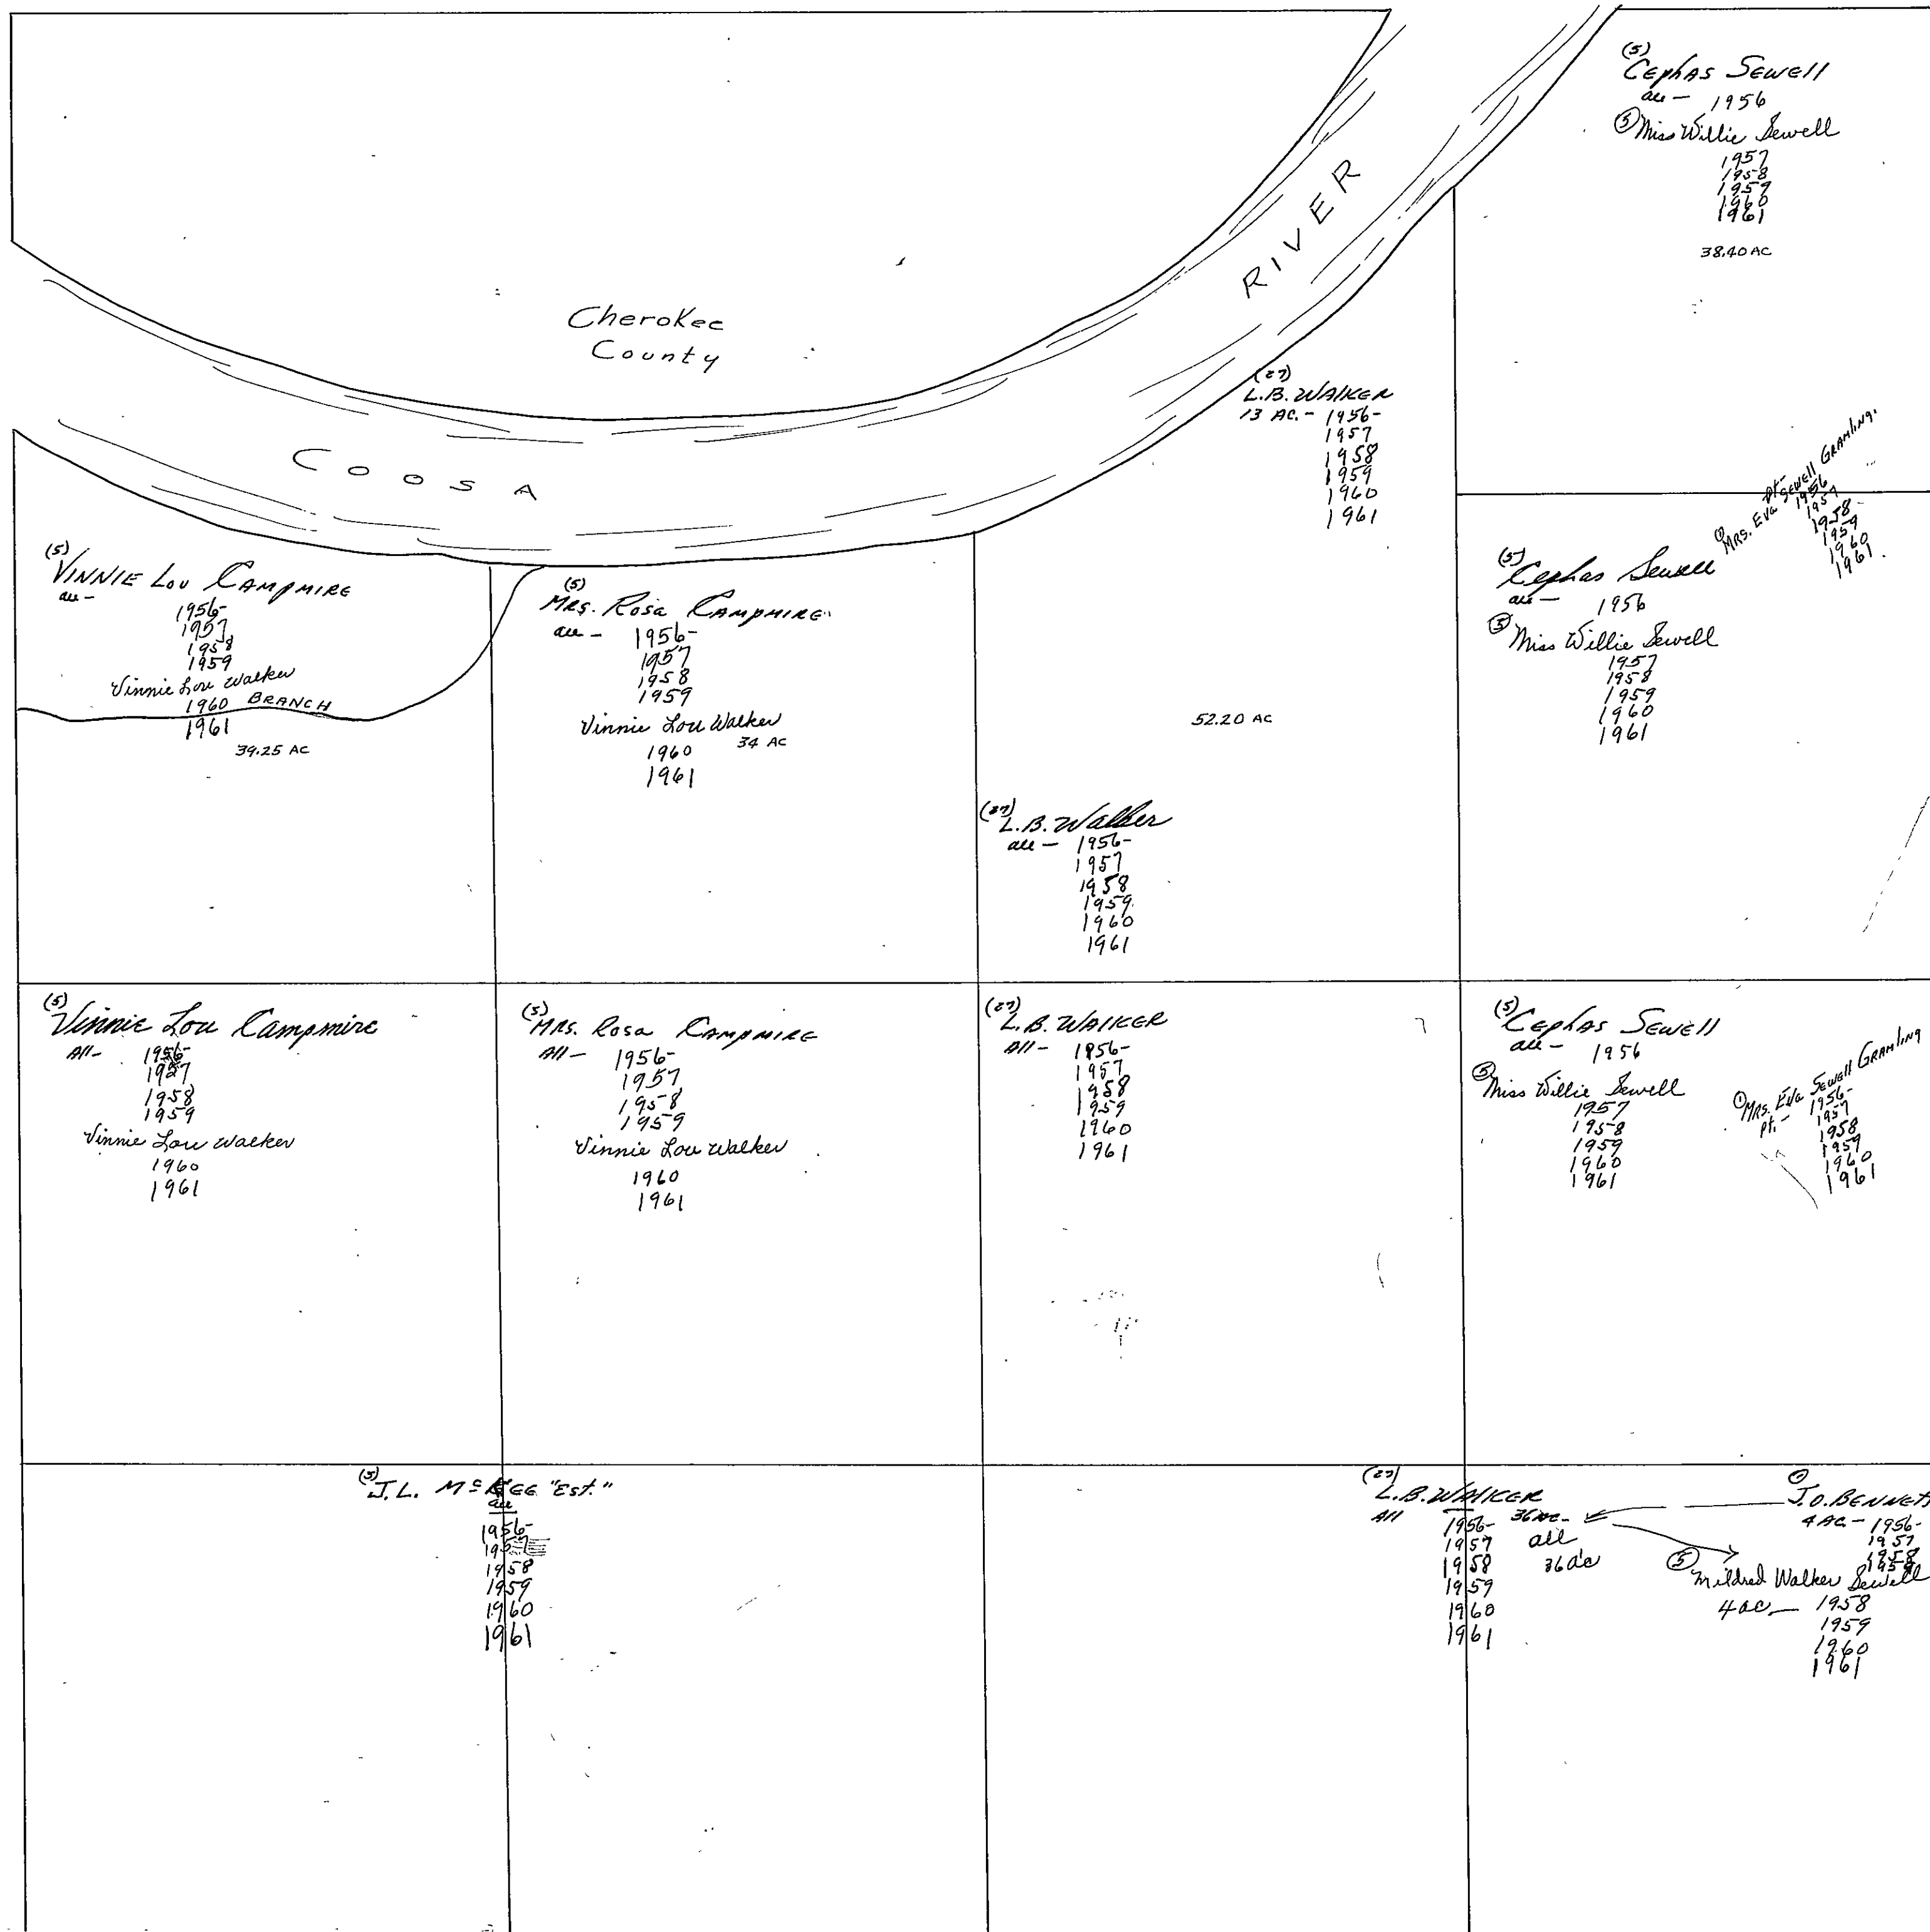 Cherokee
County
COOSA
RIVER
(5)
Cephas Sewell
all - 1956
(5) Miss Willie Sewell
1957
1958
1959
1960
1961
38.40 AC
(27)
L.B. WALKER
13 AC. - 1956-
1957
1958
1959
1960
1961
(5)
VINNIE Lou CAMPMIRE
all -
1956-
1957
1958
1959
Vinnie Lou Walker
1960 BRANCH
1961
39.25 AC
(5)
MRS. Rosa CAMPMIRE
all - 1956-
1957
1958
1959
Vinnie Lou Walker
1960 34 AC
1961
52.20 AC
(27)
L.B. Walker
all - 1956-
1957
1958
1959
1960
1961
(5)
Cephas Sewell
all - 1956
(5) Miss Willie Sewell
1957
1958
1959
1960
1961
(1) MRS. Eva SEWELL GRAMLING
pt- 1956
1957
1958
1959
1960
1961
(5)
Vinnie Lou Campmire
All- 1956-
1957
1958
1959
Vinnie Lou Walker
1960
1961
(5)
MRS. Rosa CAMPMIRE
All - 1956-
1957
1958
1959
Vinnie Lou Walker
1960
1961
(27)
L.B. WALKER
All - 1956-
1957
1958
1959
1960
1961
(5)
Cephas Sewell
all - 1956
(5) Miss Willie Sewell
1957
1958
1959
1960
1961
(1) MRS. Eva Sewell GRAMLING
pt. - 1956-
1957
1958
1959
1960
1961
(5)
J.L. McKEE "Est."
all
1956-
1957
1958
1959
1960
1961
(27)
L.B. WALKER
All 1956- 36 AC-
1957 all
1958 36 ac
1959
1960
1961
(1)
J.O. BENNETT
4 AC - 1956-
1957
1958
1959
(5)
Mildred Walker Sewell
4 ac - 1958
1959
1960
1961